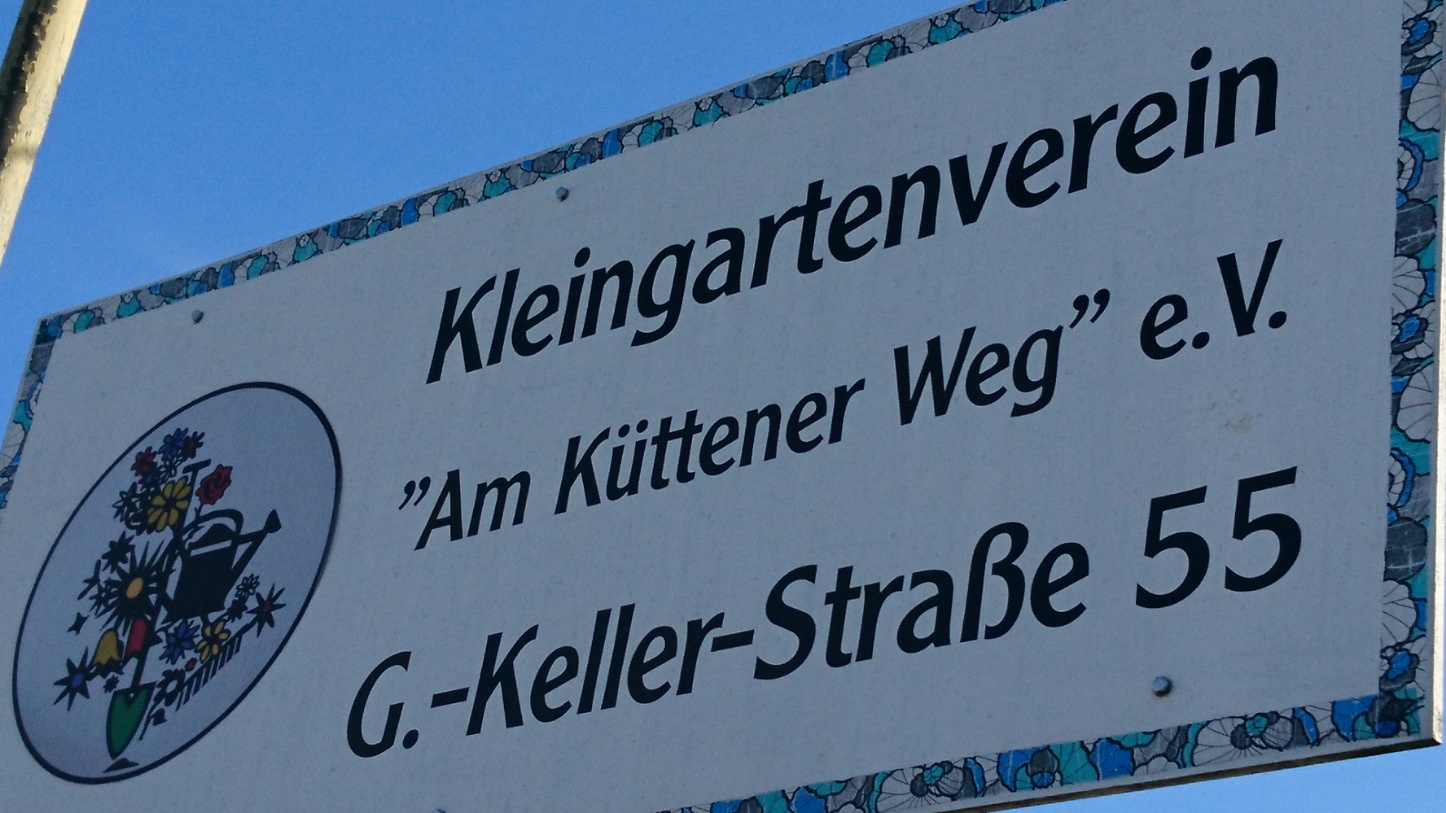 Kleingartenverein
”Am Küttener Weg” e.V.
G.-Keller-Straße 55